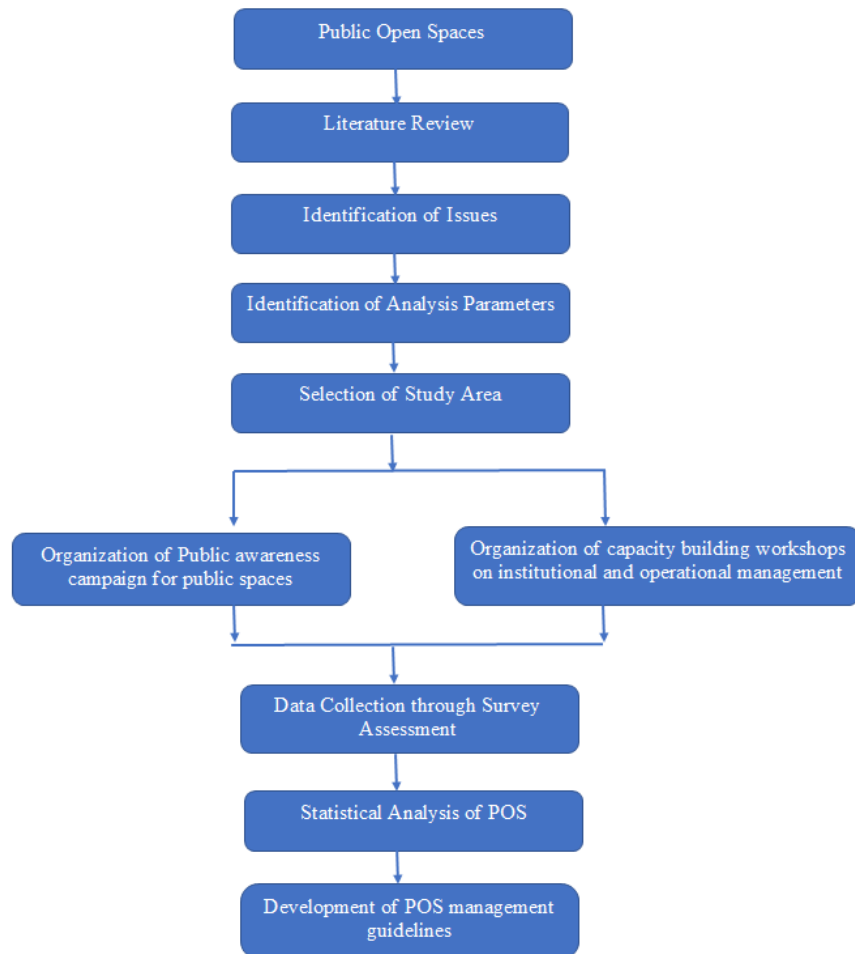 Public Open Spaces
Literature Review
Identification of Issues
Identification of Analysis Parameters
Selection of Study Area
Organization of Public awareness
campaign for public spaces
Organization of capacity building workshops
on institutional and operational management
Data Collection through Survey
Assessment
Statistical Analysis of POS
Development of POS management
guidelines